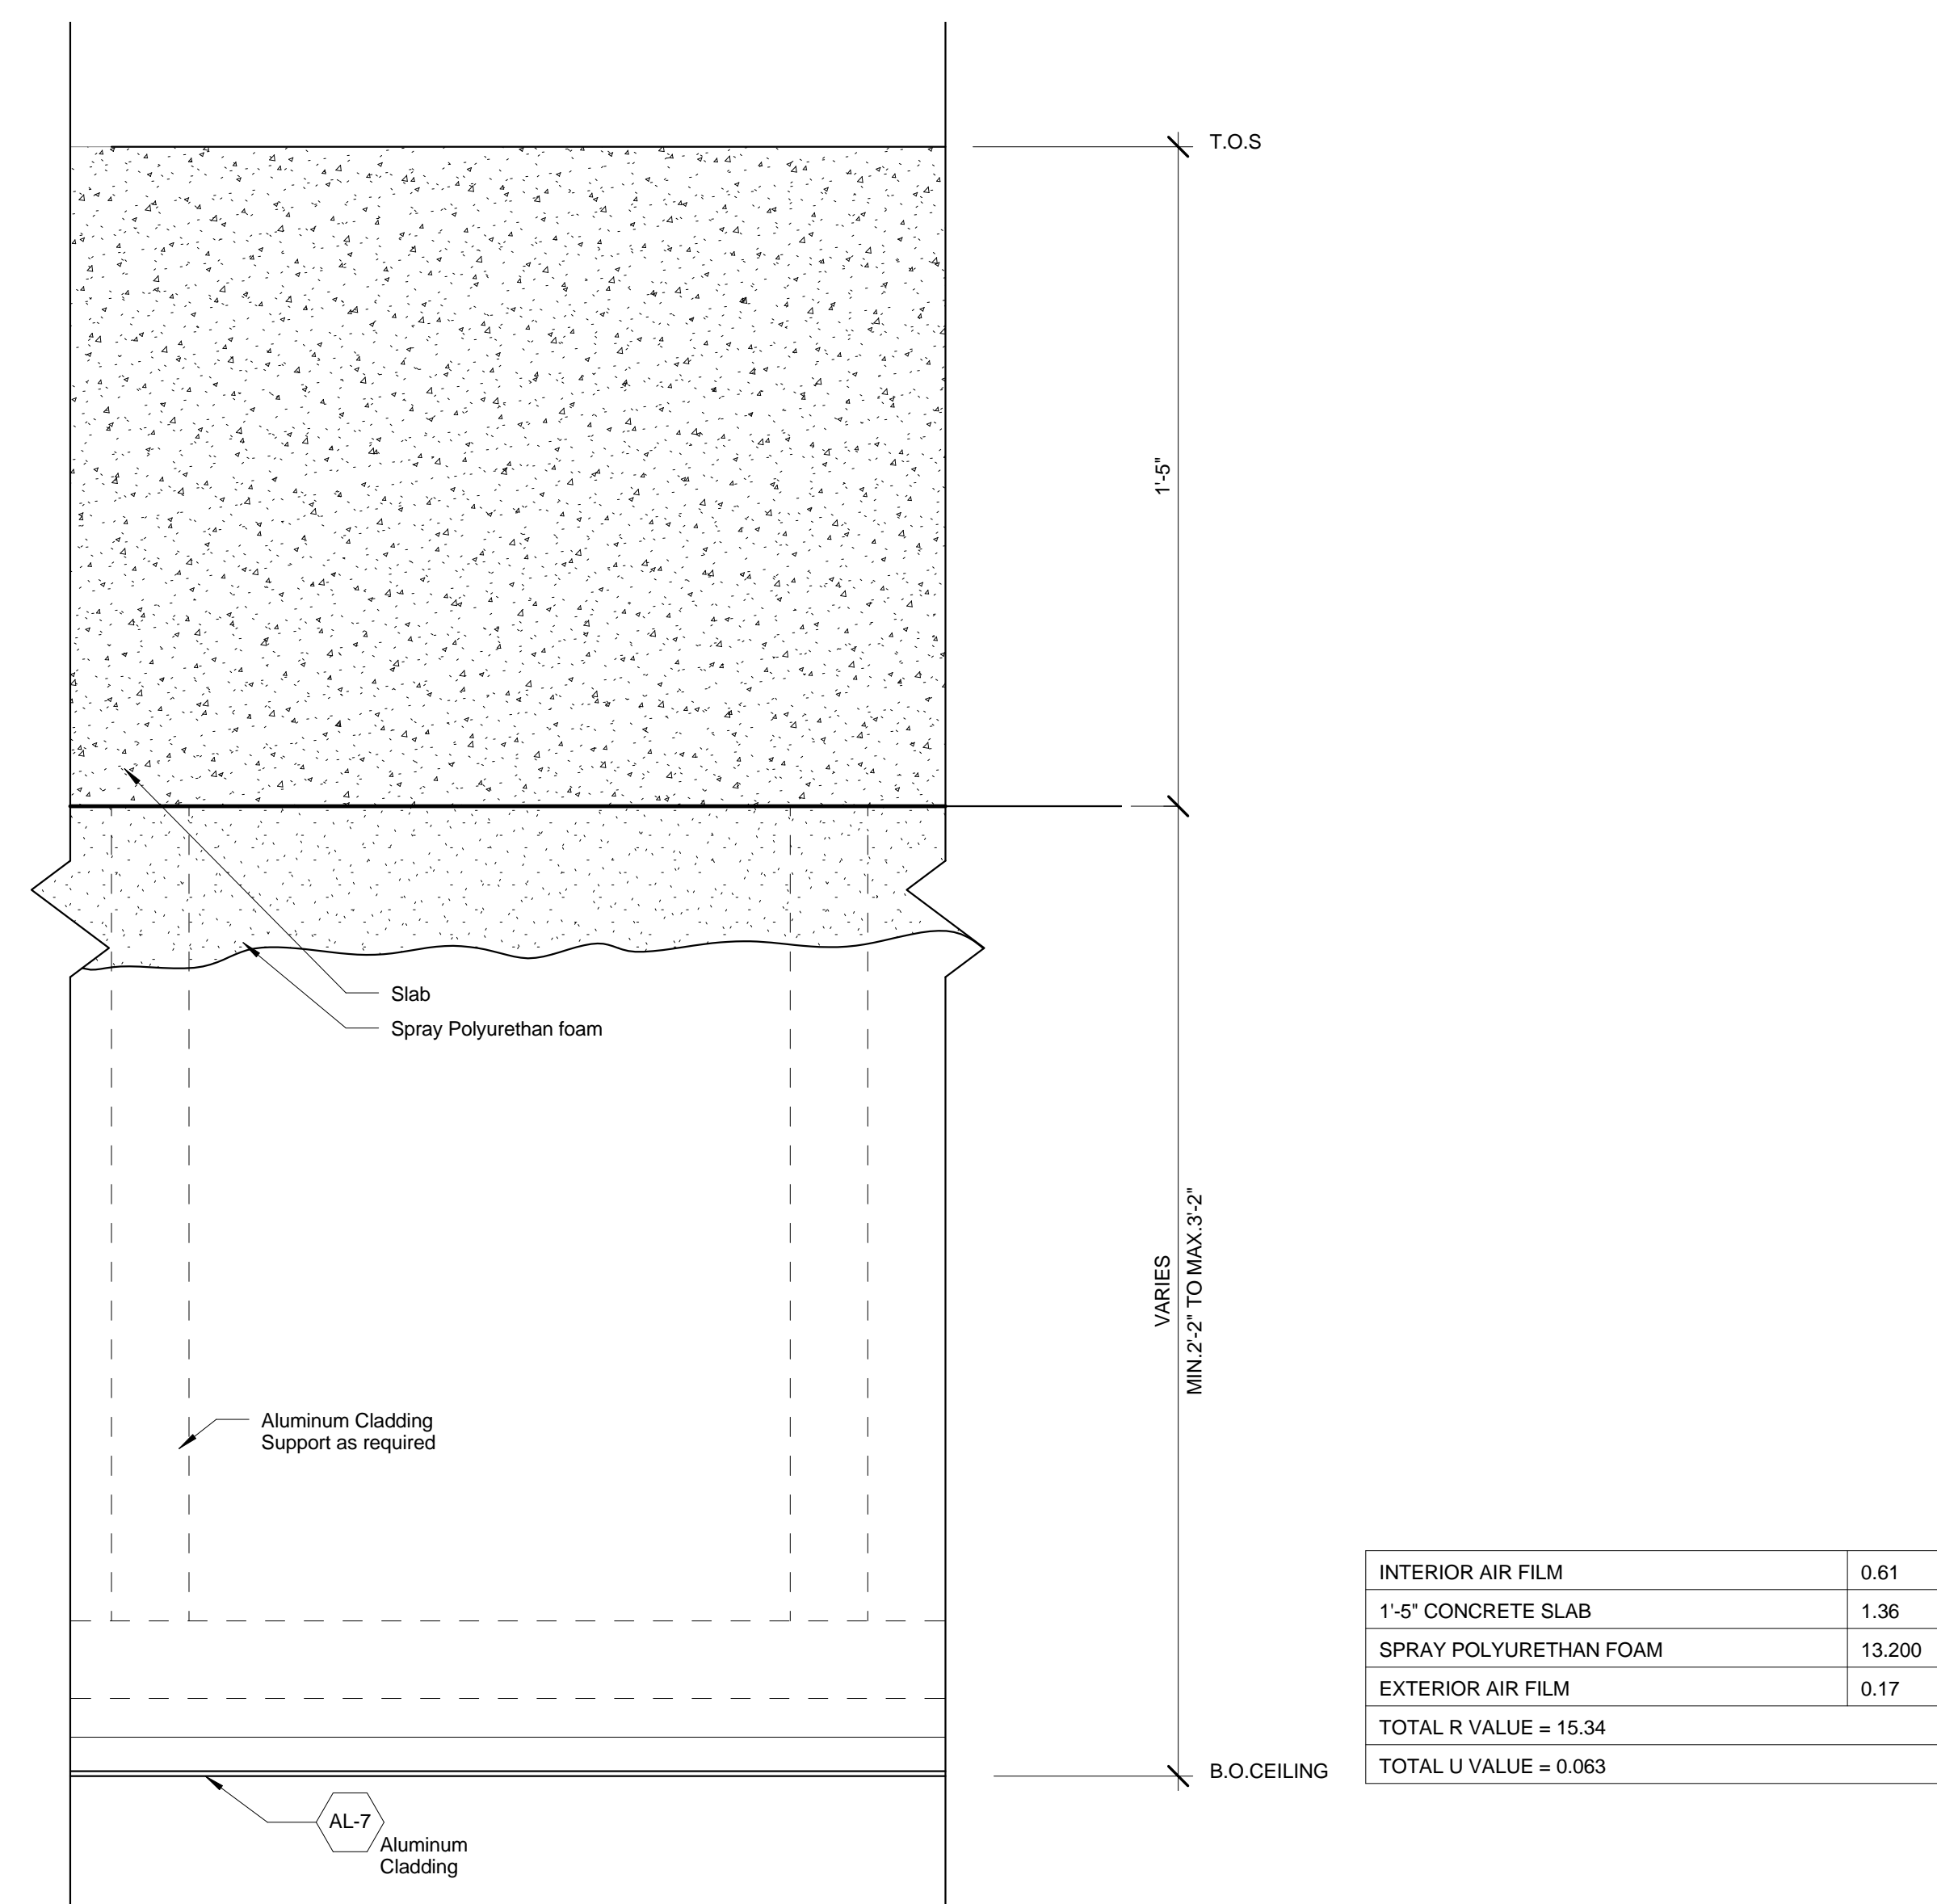 T.O.S
1'-5"
Slab
Spray Polyurethan foam
VARIES
MIN.2'-2" TO MAX.3'-2"
Aluminum Cladding
Support as required
INTERIOR AIR FILM 0.61
1'-5" CONCRETE SLAB 1.36
SPRAY POLYURETHAN FOAM 13.200
EXTERIOR AIR FILM 0.17
TOTAL R VALUE = 15.34
TOTAL U VALUE = 0.063
B.O.CEILING
AL-7
Aluminum
Cladding